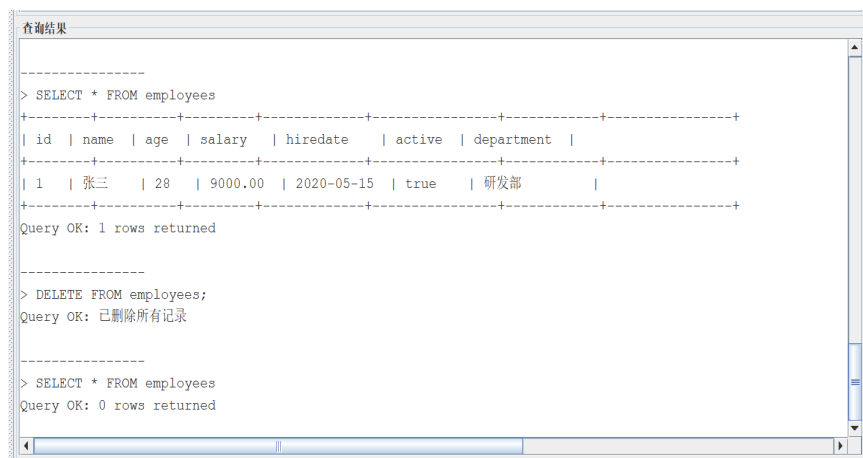 查询结果
----------------
> SELECT * FROM employees
+--------+----------+---------+-------------+----------------+------------+----------------+
| id  | name  | age  | salary   | hiredate    | active  | department  |
+--------+----------+---------+-------------+----------------+------------+----------------+
| 1   | 张三    | 28   | 9000.00  | 2020-05-15  | true    | 研发部         |
+--------+----------+---------+-------------+----------------+------------+----------------+
Query OK: 1 rows returned
----------------
> DELETE FROM employees;
Query OK: 已删除所有记录
----------------
> SELECT * FROM employees
Query OK: 0 rows returned